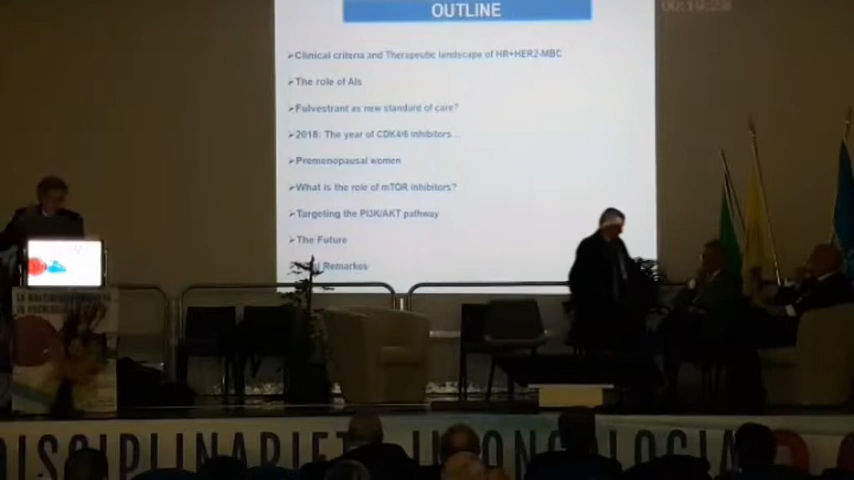 OUTLINE
➢Clinical criteria and Therapeutic landscape of HR+HER2-MBC
➢The role of AIs
➢Fulvestrant as new standard of care?
➢2018: The year of CDK4/6 inhibitors…
➢Premenopausal women
➢What is the role of mTOR inhibitors?
➢Targeting the PI3K/AKT pathway
➢The Future
Remarks